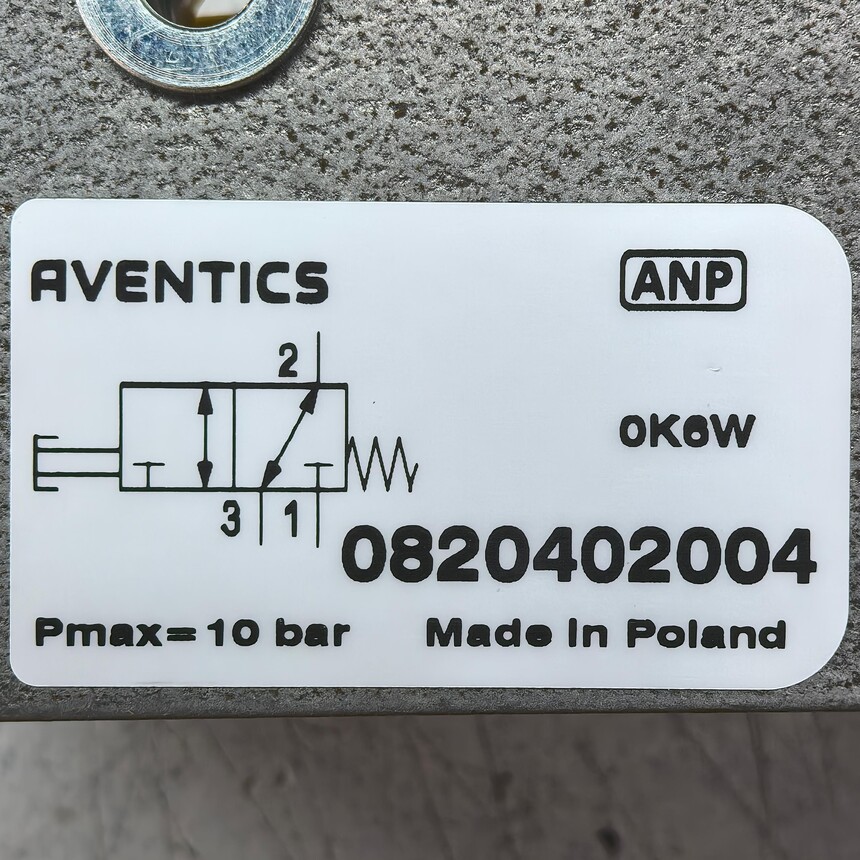 AVENTICS
ANP
2
0K6W
3 1
0820402004
Pmax=10 bar
Made in Poland